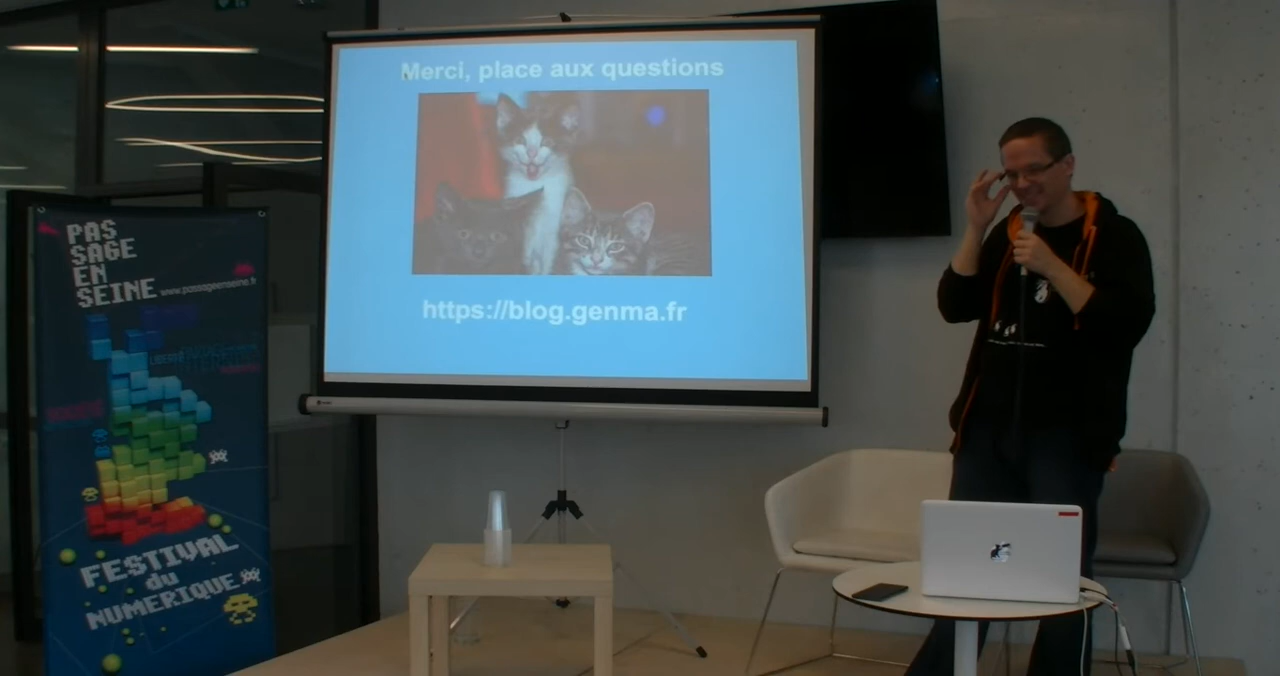 Merci, place aux questions
https://blog.genma.fr
PAS
SAGE
EN
SEINE
www.passageenseine.fr
FESTIVAL
du
NUMERIQUE